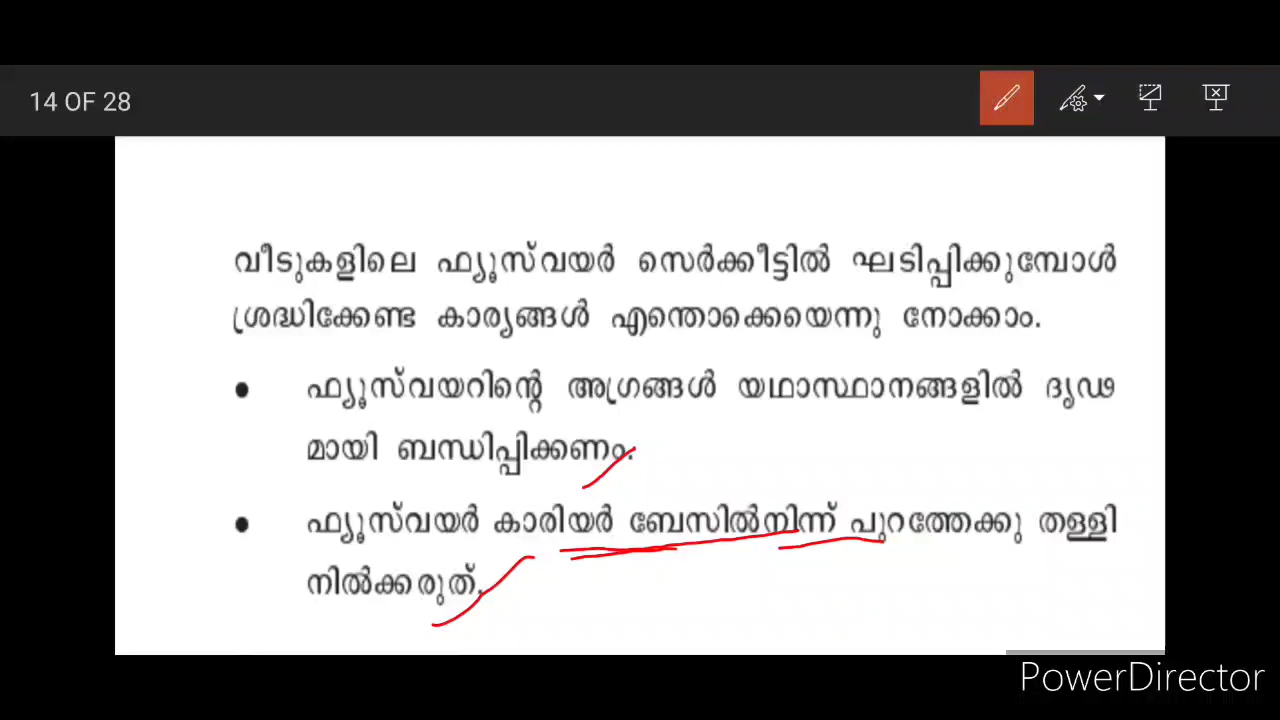 14 OF 28
വീടുകളിലെ ഫ്യൂസ്‌വയർ സെർക്കീട്ടിൽ ഘടിപ്പിക്കുമ്പോൾ
ശ്രദ്ധിക്കേണ്ട കാര്യങ്ങൾ എന്തൊക്കെയെന്നു നോക്കാം.
● ഫ്യൂസ്‌വയറിന്റെ അഗ്രങ്ങൾ യഥാസ്ഥാനങ്ങളിൽ ദൃഢ
മായി ബന്ധിപ്പിക്കണം.
● ഫ്യൂസ്‌വയർ കാരിയർ ബേസിൽനിന്ന് പുറത്തേക്കു തള്ളി
നിൽക്കരുത്.
PowerDirector